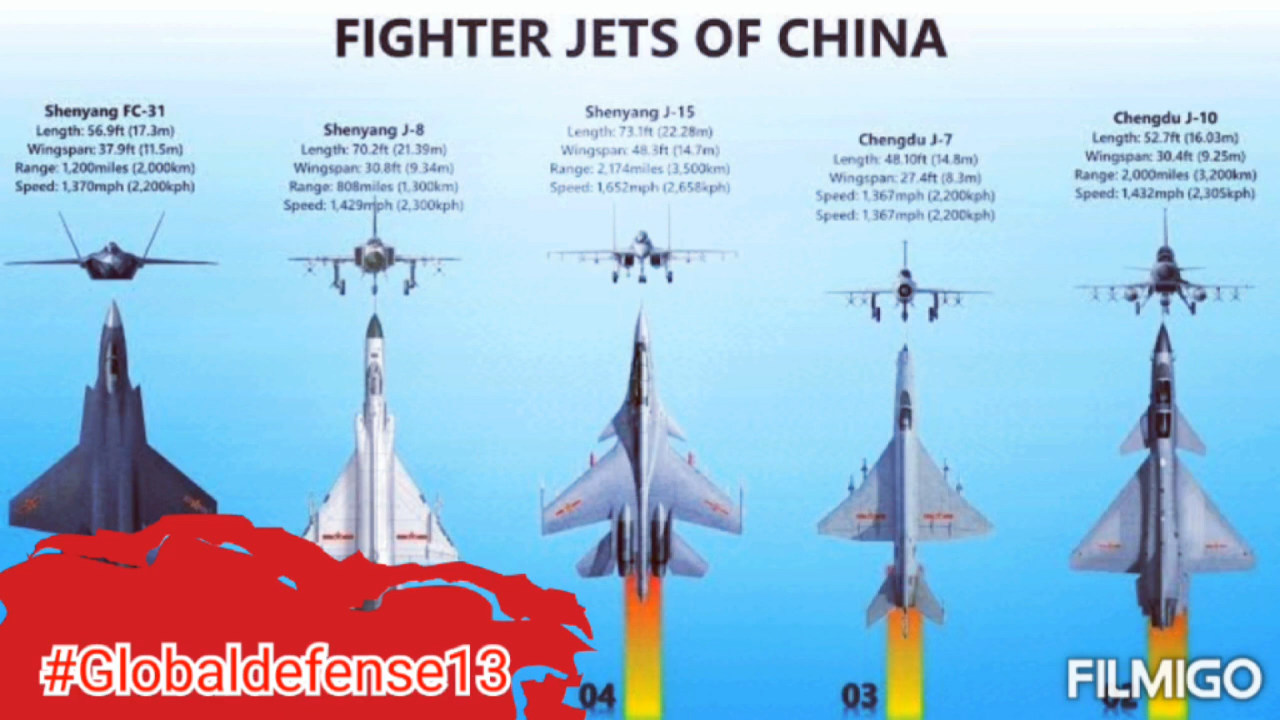 FIGHTER JETS OF CHINA
Shenyang FC-31
Length: 56.9ft (17.3m)
Wingspan: 37.9ft (11.5m)
Range: 1,200miles (2,000km)
Speed: 1,370mph (2,200kph)
Shenyang J-8
Length: 70.2ft (21.39m)
Wingspan: 30.8ft (9.34m)
Range: 808miles (1,300km)
Speed: 1,429mph (2,300kph)
Shenyang J-15
Length: 73.1ft (22.28m)
Wingspan: 48.3ft (14.7m)
Range: 2,174miles (3,500km)
Speed: 1,652mph (2,658kph)
Chengdu J-7
Length: 48.10ft (14.8m)
Wingspan: 27.4ft (8.3m)
Speed: 1,367mph (2,200kph)
Speed: 1,367mph (2,200kph)
Chengdu J-10
Length: 52.7ft (16.03m)
Wingspan: 30.4ft (9.25m)
Range: 2,000miles (3,200km)
Speed: 1,432mph (2,305kph)
#Globaldefense13
04
03
02
FILMIGO